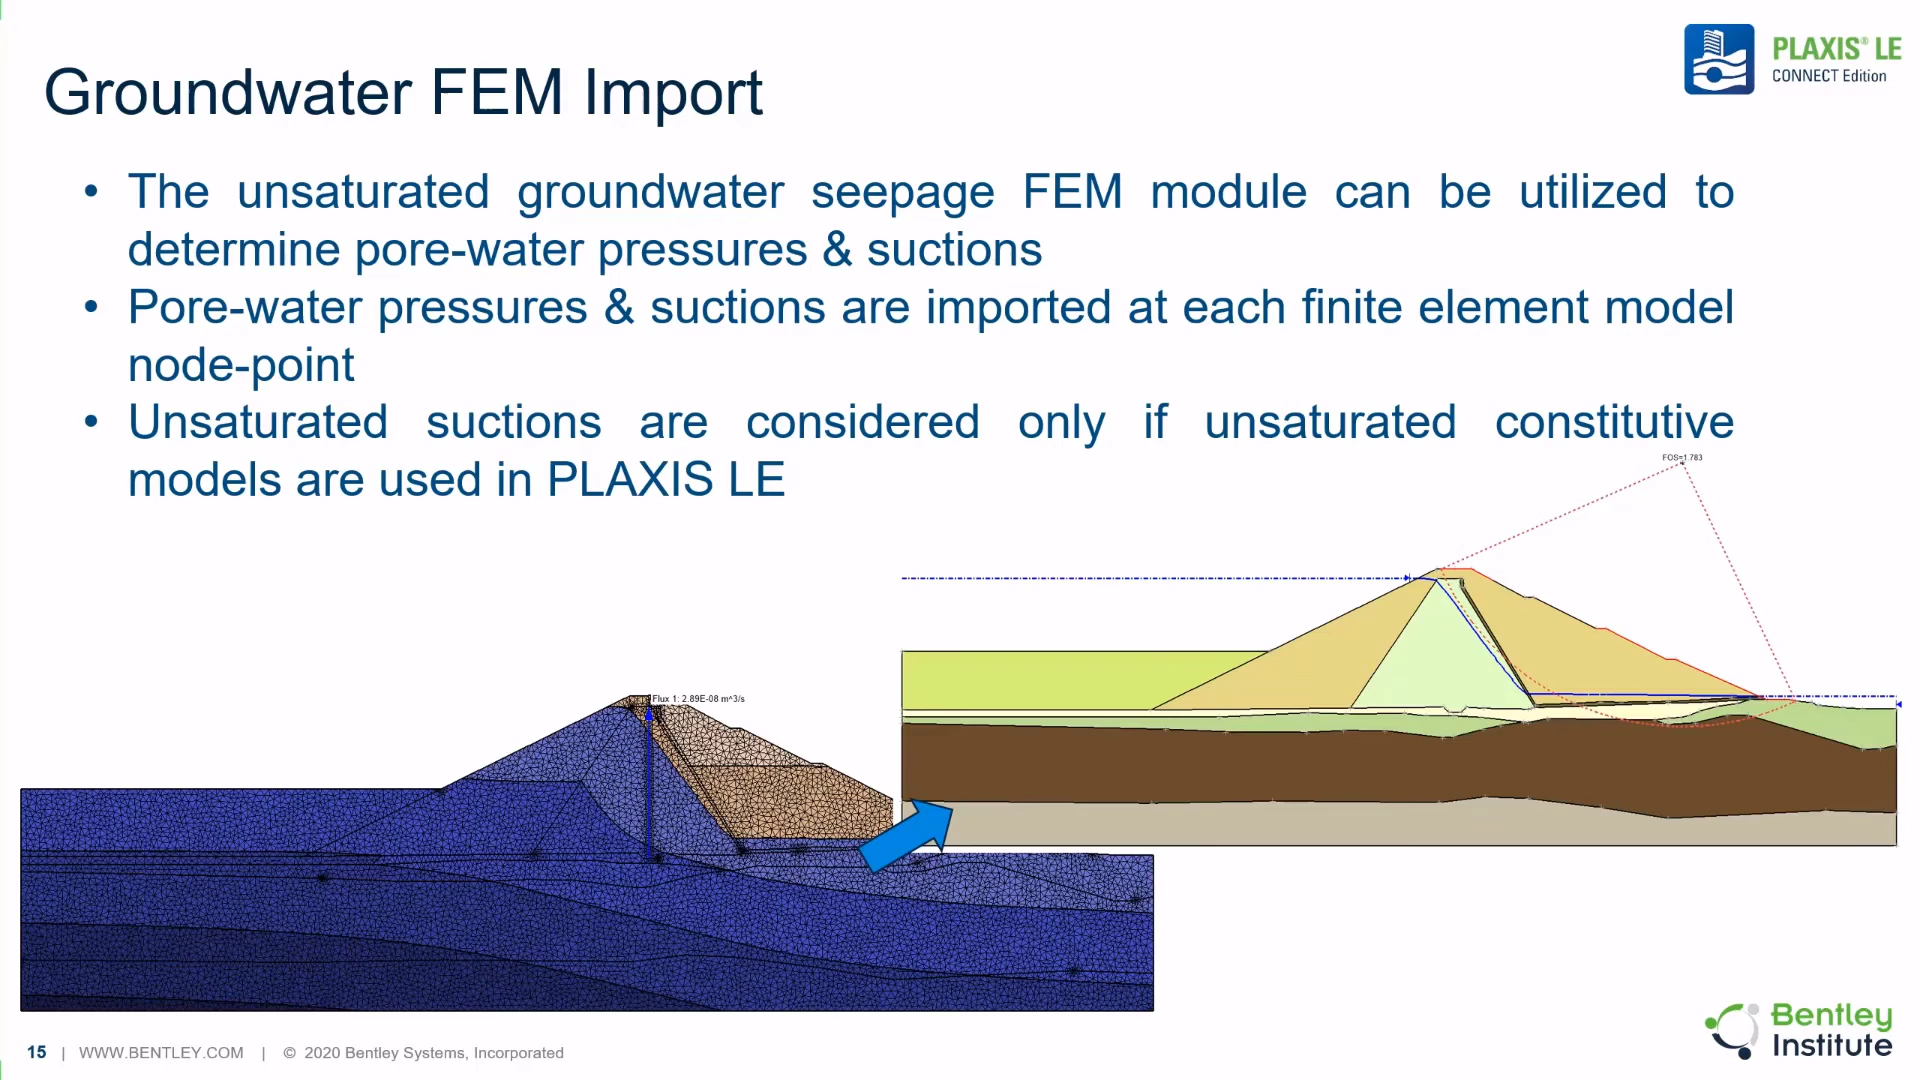 PLAXIS® LE
CONNECT Edition
Groundwater FEM Import
• The unsaturated groundwater seepage FEM module can be utilized to
determine pore-water pressures & suctions
• Pore-water pressures & suctions are imported at each finite element model
node-point
• Unsaturated suctions are considered only if unsaturated constitutive
models are used in PLAXIS LE
FOS=1.783
Flux 1: 2.89E-08 m^3/s
15 | WWW.BENTLEY.COM | © 2020 Bentley Systems, Incorporated
Bentley
Institute